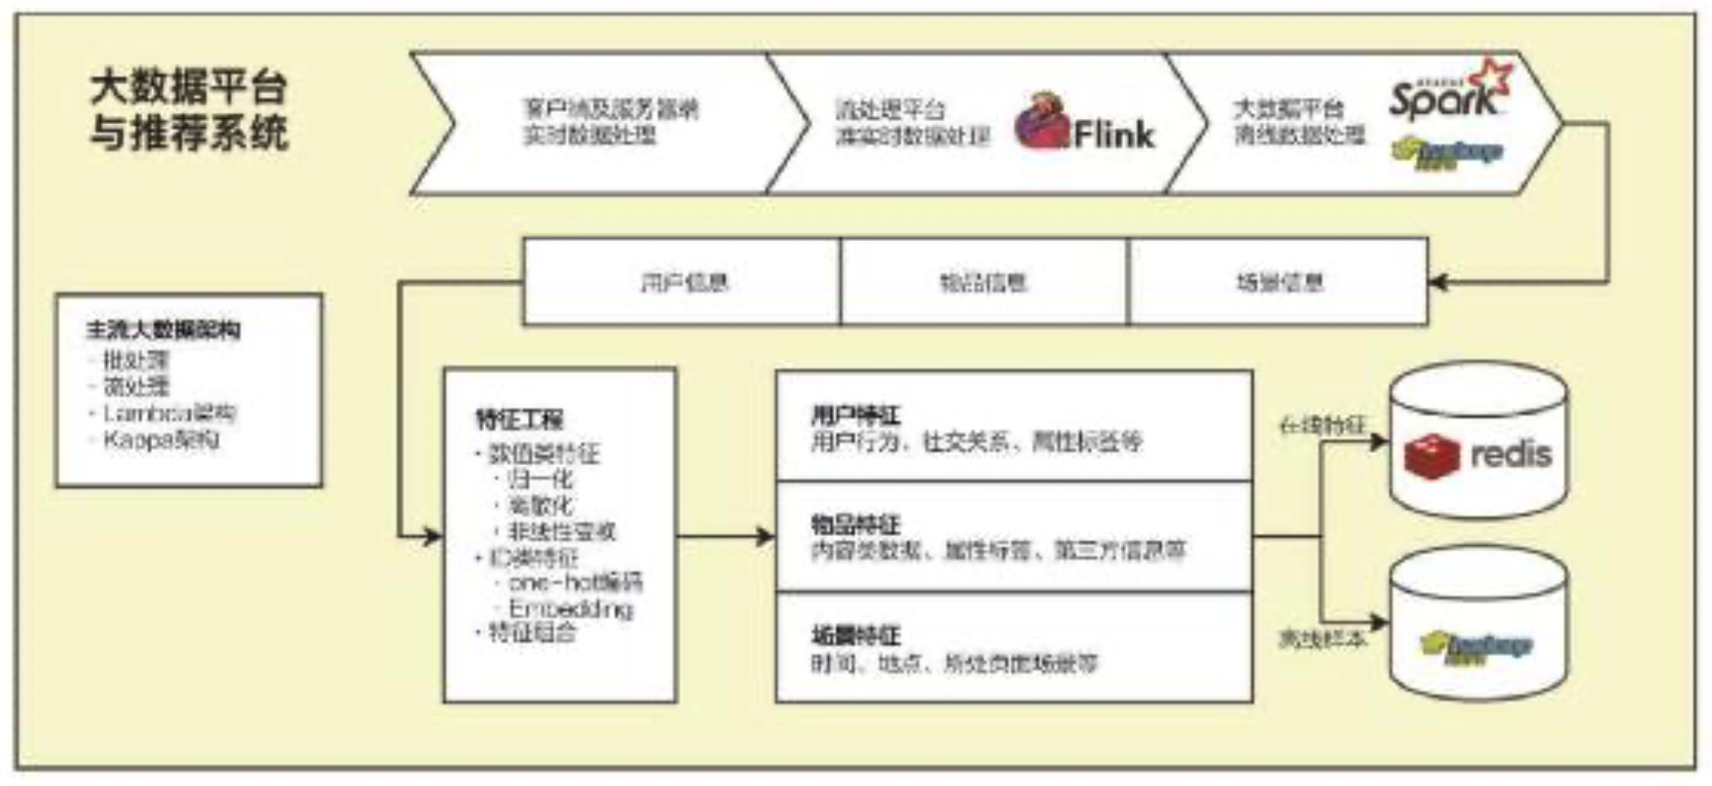 大数据平台
与推荐系统
客户端及服务器端
实时数据处理
流处理平台
准实时数据处理
Flink
大数据平台
离线数据处理
APACHE
Spark
用户信息
物品信息
场景信息
主流大数据架构
- 批处理
- 流处理
- Lambda架构
- Kappa架构
特征工程
· 数值类特征
· 归一化
· 离散化
· 非线性变换
· ID类特征
· one-hot编码
· Embedding
· 特征组合
用户特征
用户行为、社交关系、属性标签等
物品特征
内容类数据、属性标签、第三方信息等
场景特征
时间、地点、所处页面场景等
在线特征
redis
离线样本